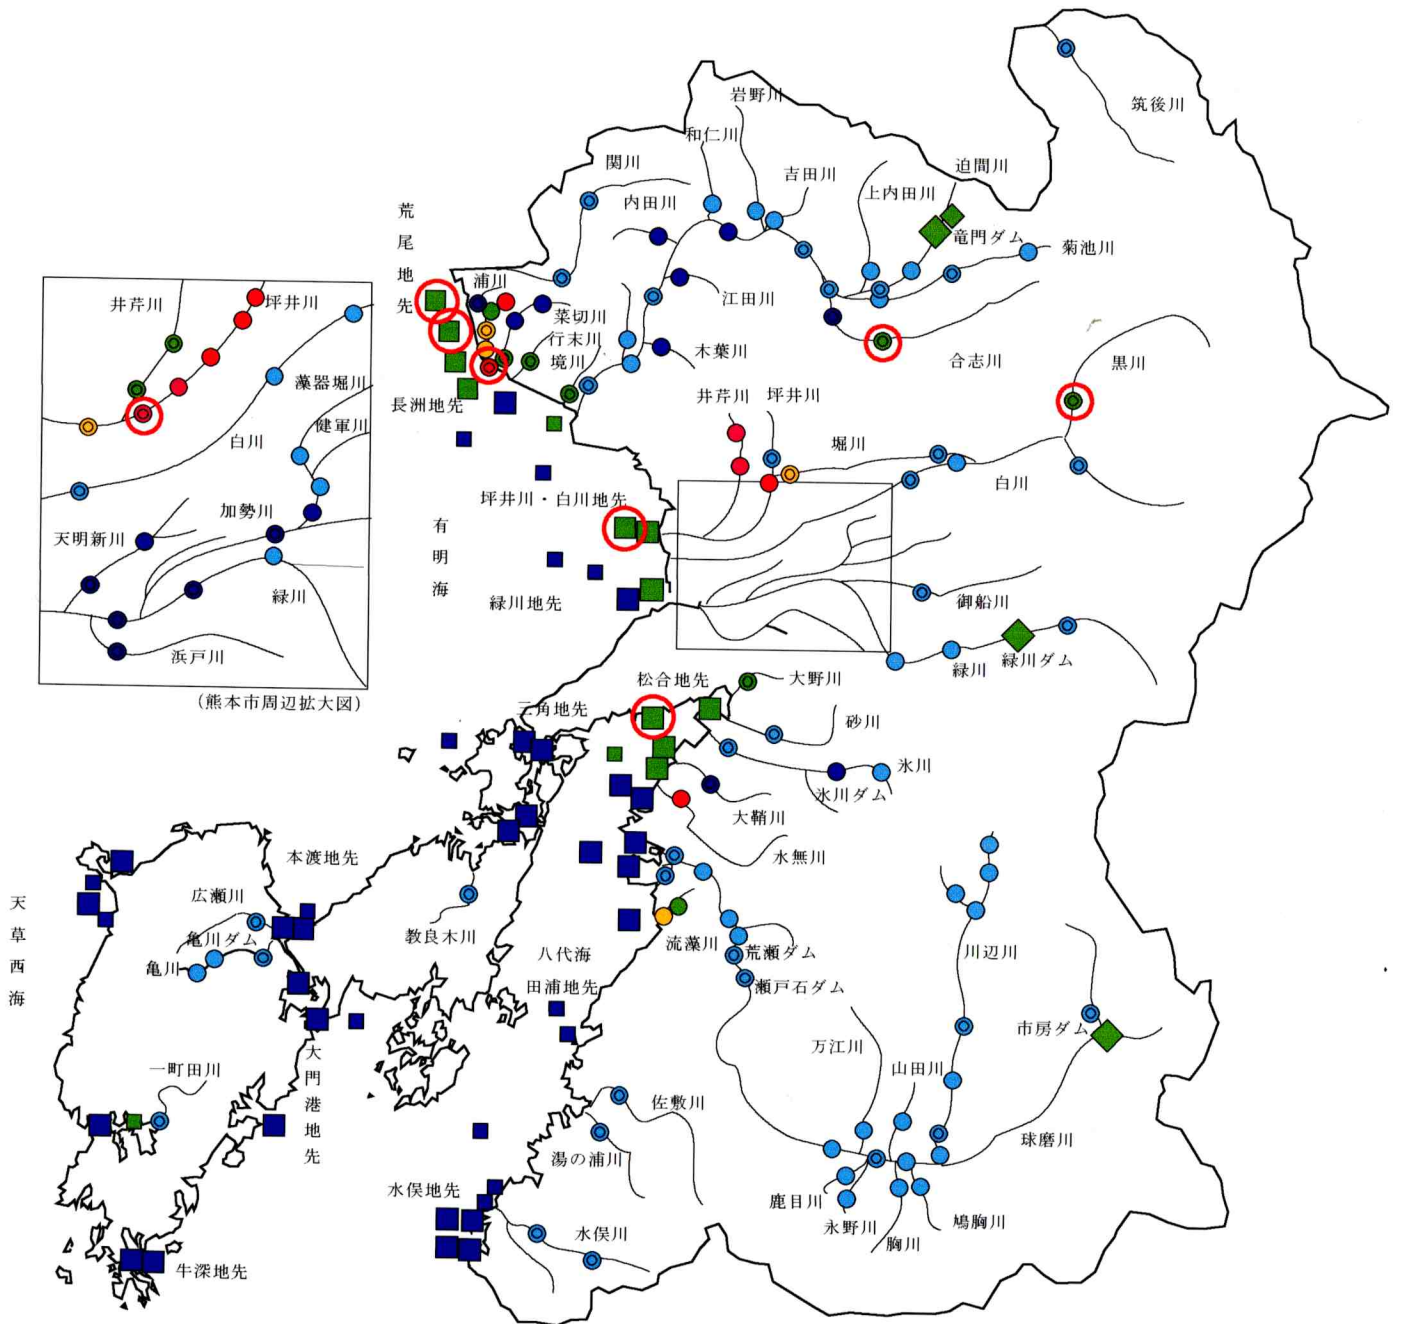 岩野川
筑後川
和仁川
関川
迫間川
吉田川
上内田川
内田川
荒尾地先
竜門ダム
菊池川
浦川
井芹川
坪井川
江田川
菜切川
行末川
木葉川
境川
合志川
黒川
藻器堀川
長洲地先
井芹川
坪井川
健軍川
白川
堀川
坪井川・白川地先
白川
加勢川
有明海
天明新川
緑川
緑川地先
御船川
浜戸川
緑川
緑川ダム
松合地先
大野川
(熊本市周辺拡大図)
三角地先
砂川
氷川
氷川ダム
大鞘川
本渡地先
水無川
広瀬川
天草西海
亀川ダム
教良木川
流藻川
荒瀬ダム
川辺川
八代海
亀川
田浦地先
瀬戸石ダム
市房ダム
万江川
大門港地先
一町田川
山田川
佐敷川
球磨川
湯の浦川
水俣地先
鹿目川
鳩胸川
永野川
水俣川
胸川
牛深地先